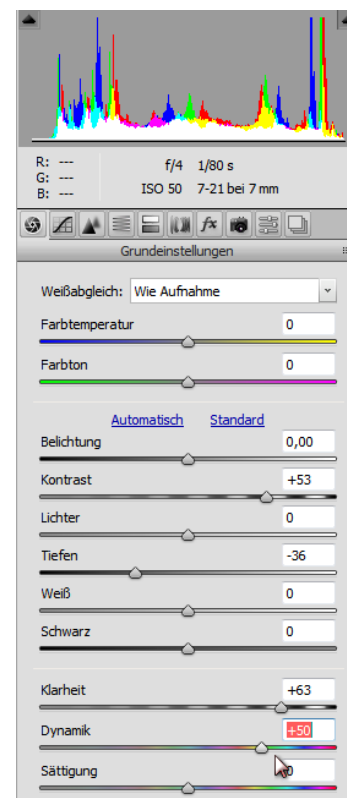 R: --- f/4 1/80 s
G: ---
B: --- ISO 50 7-21 bei 7 mm
fx
Grundeinstellungen
Weißabgleich: Wie Aufnahme
Farbtemperatur 0
Farbton 0
Automatisch Standard
Belichtung 0,00
Kontrast +53
Lichter 0
Tiefen -36
Weiß 0
Schwarz 0
Klarheit +63
Dynamik +50
Sättigung 0